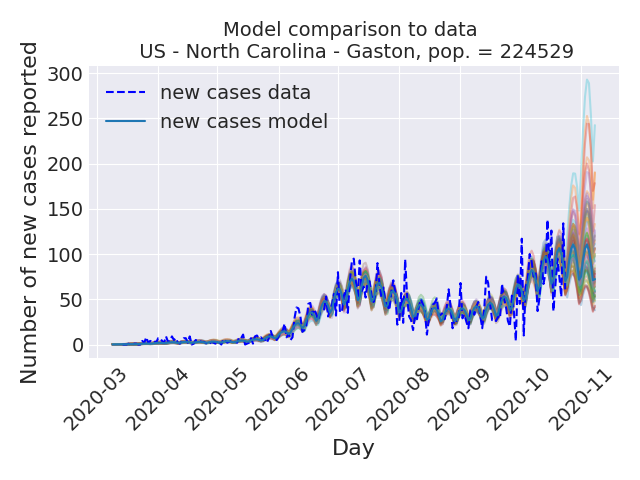 Model comparison to data
US - North Carolina - Gaston, pop. = 224529
Number of new cases reported
300
250
200
150
100
50
0
new cases data
new cases model
2020-03
2020-04
2020-05
2020-06
2020-07
2020-08
2020-09
2020-10
2020-11
Day